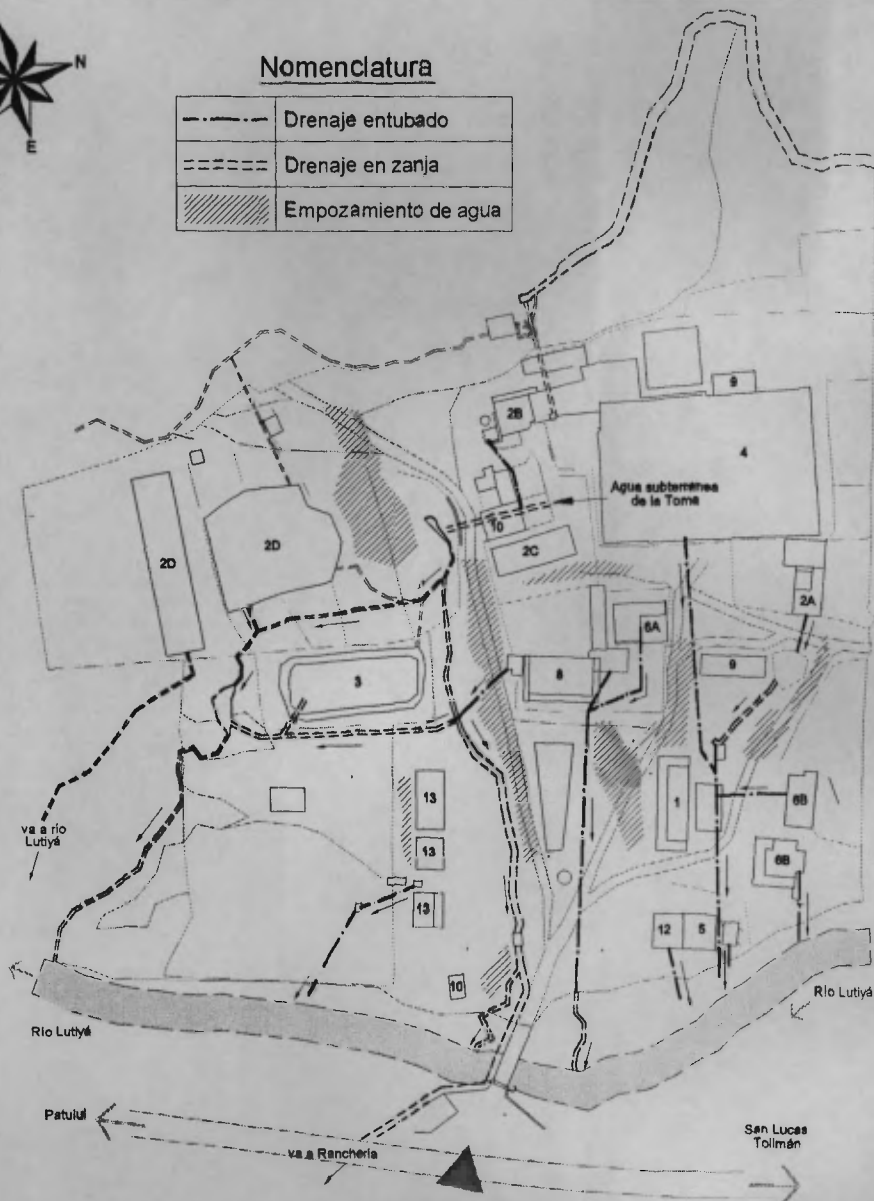 N
E
Nomenclatura
Drenaje entubado
Drenaje en zanja
Empozamiento de agua
9
2B
4
Agua subterranea
de la Toma
10
2C
2D
2D
2A
6A
9
3
8
13
1
6B
va a río
Lutiyá
13
6B
13
12
5
10
Río Lutiyá
Río Lutiyá
Patulul
San Lucas
Tolimán
va a Ranchería